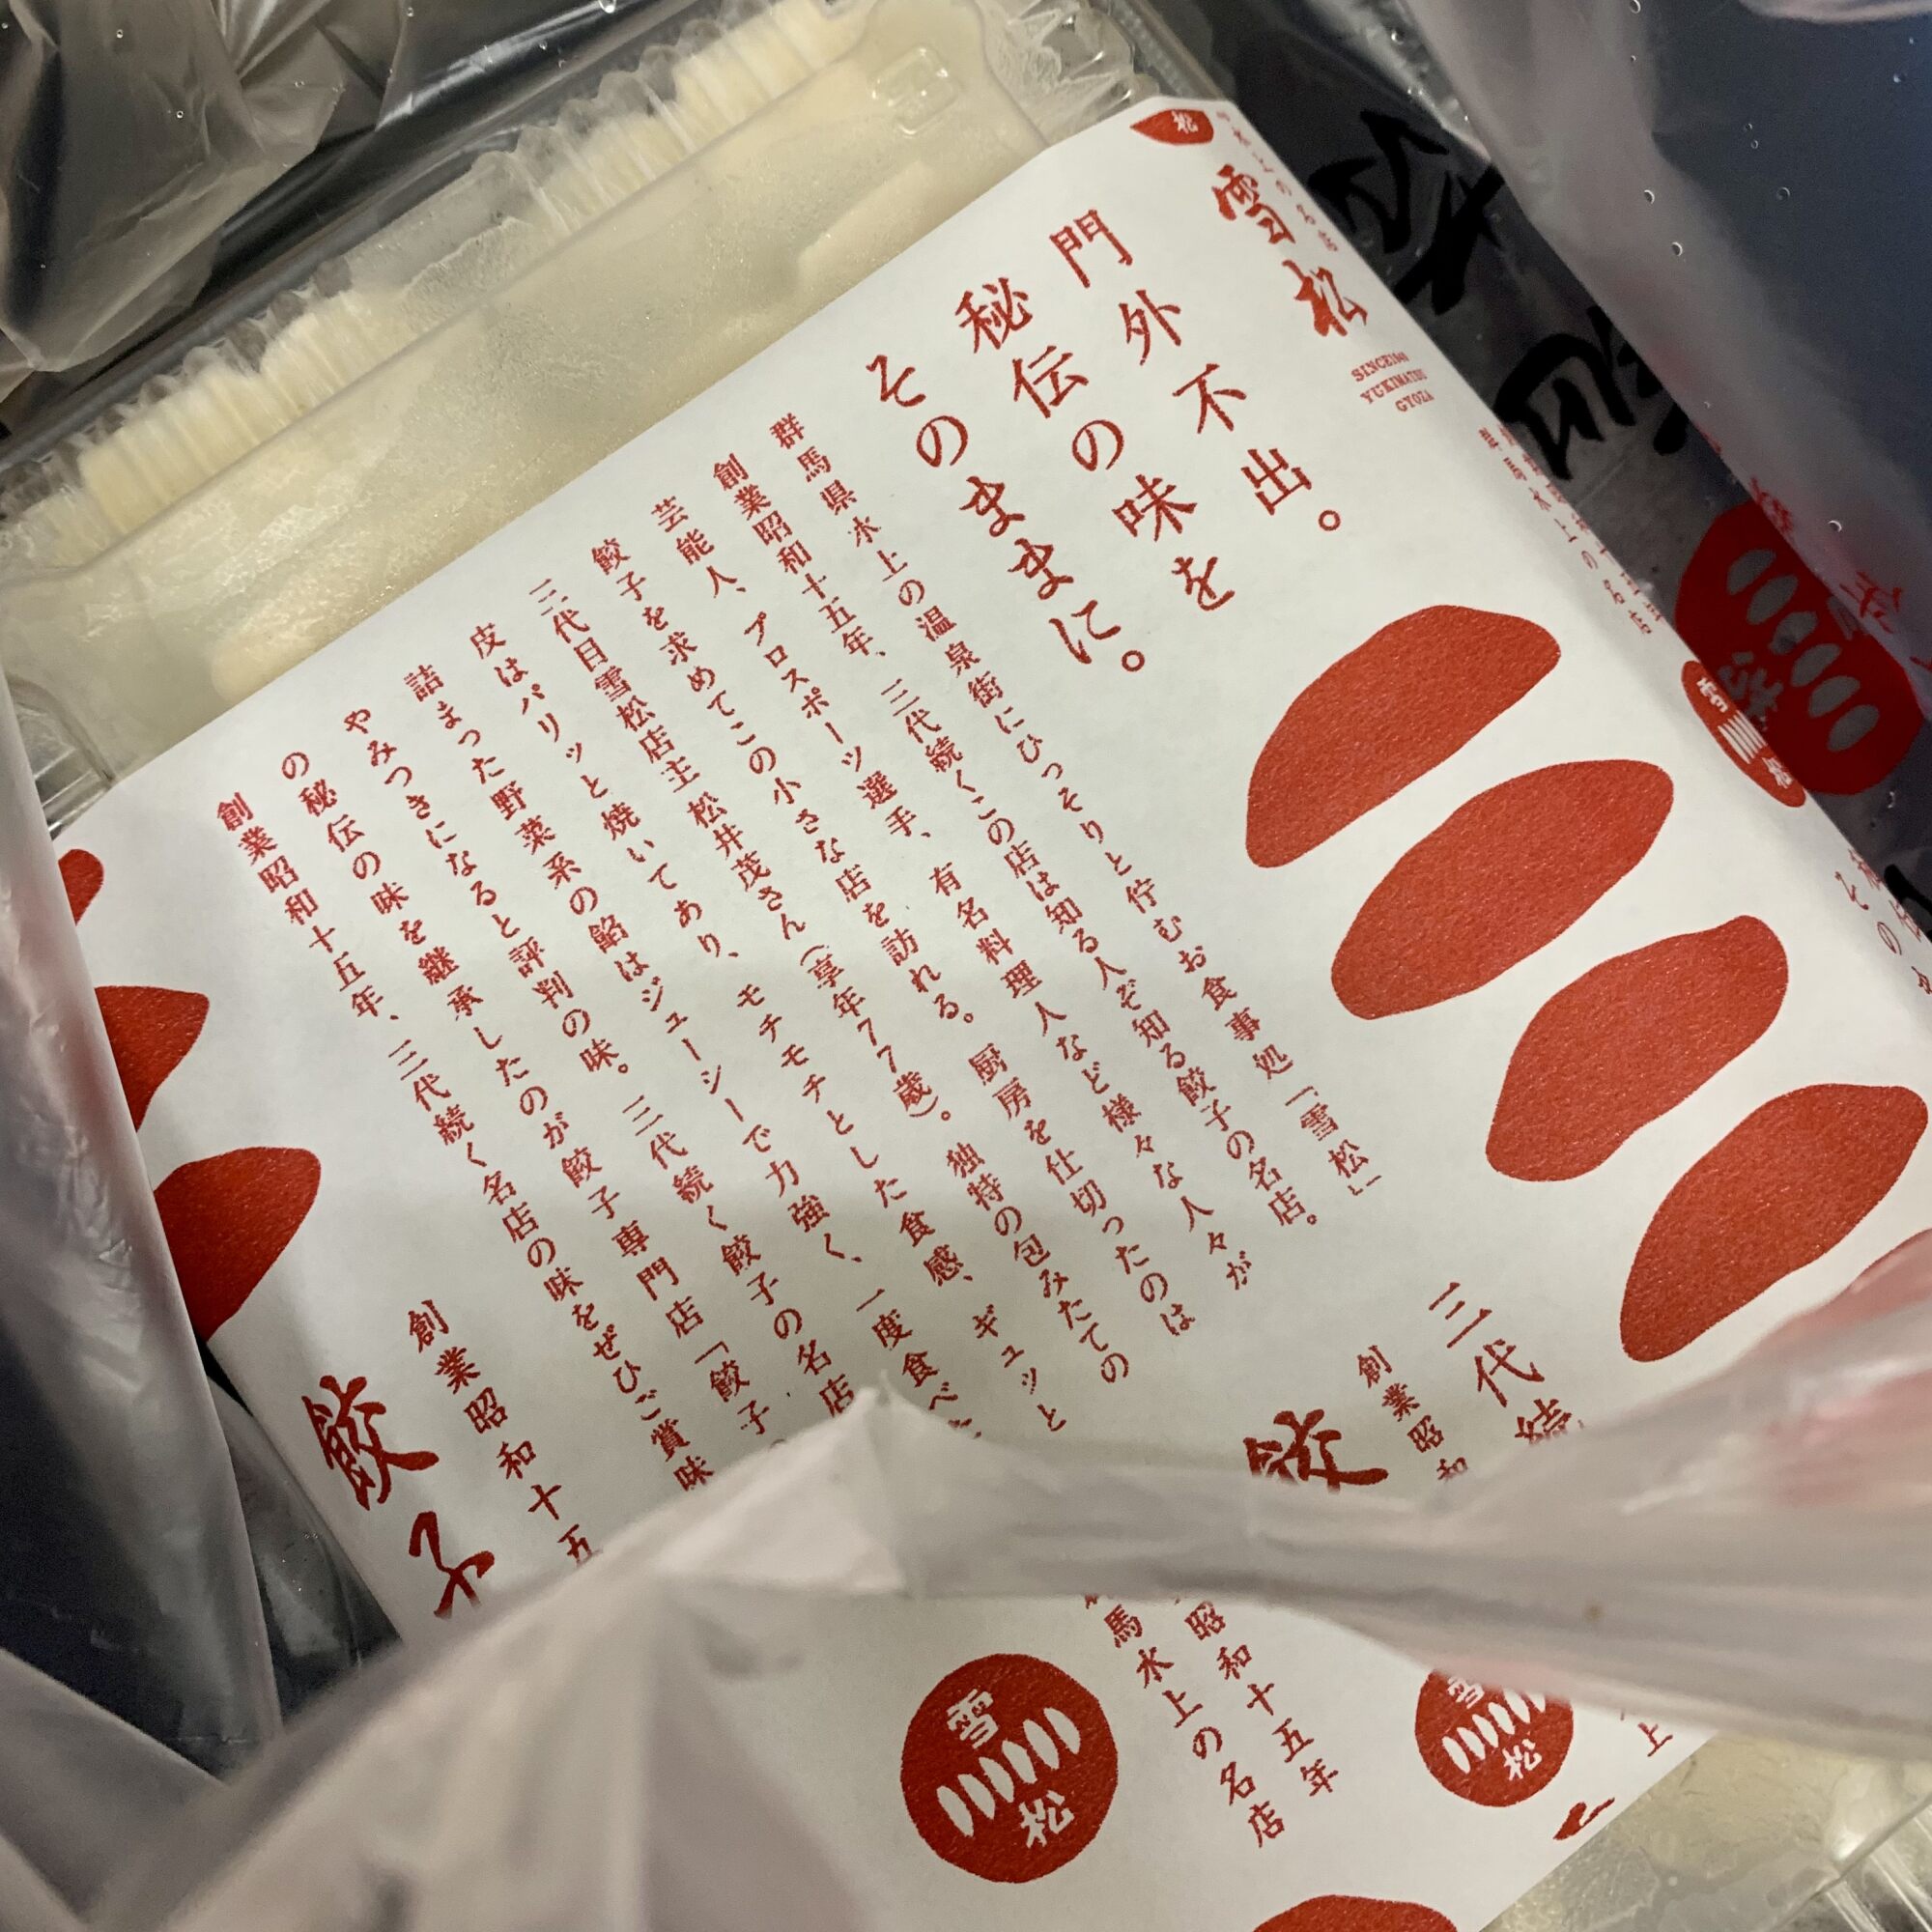 雪松
SINCE1940
YUKIMATSU
GYOZA
門外不出。
秘伝の味を
そのままに。
群馬県水上の温泉街にひっそりと佇むお食事処「雪松」
創業昭和十五年、三代続くこの店は知る人ぞ知る餃子の名店。
芸能人、プロスポーツ選手、有名料理人など様々な人々が
餃子を求めてこの小さな店を訪れる。厨房を仕切ったのは
三代目雪松店主 松井茂さん（享年77歳）。独特の包みたての
皮はパリッと焼いてあり、モチモチとした食感、ギュッと
詰まった野菜系の餡はジューシーで力強く、一度食べ
やみつきになると評判の味。三代続く餃子の名店
の秘伝の味を継承したのが餃子専門店「餃子
創業昭和十五年、三代続く名店の味をぜひご賞味
三代続
創業昭和
餃
創業昭和十五
餃子
昭和十五年
馬水上の名店
雪松
雪松
上
雪松
松